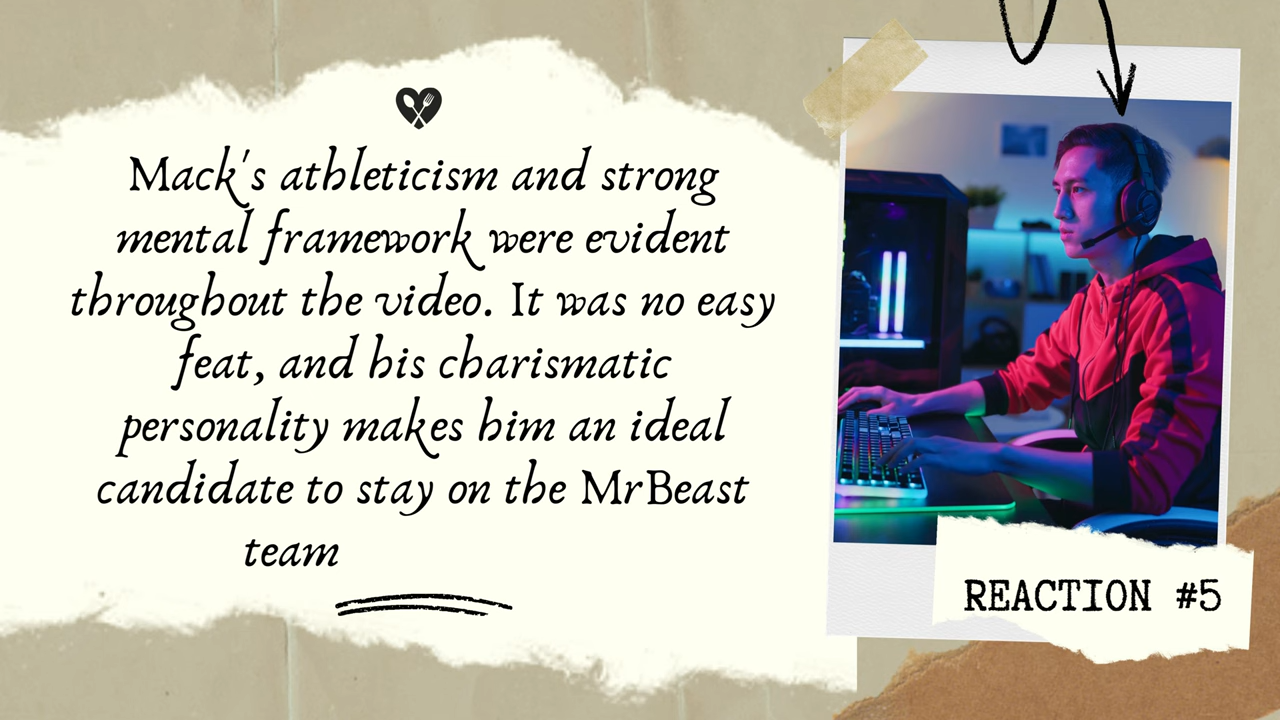 Mack's athleticism and strong
mental framework were evident
throughout the video. It was no easy
feat, and his charismatic
personality makes him an ideal
candidate to stay on the MrBeast
team
REACTION #5